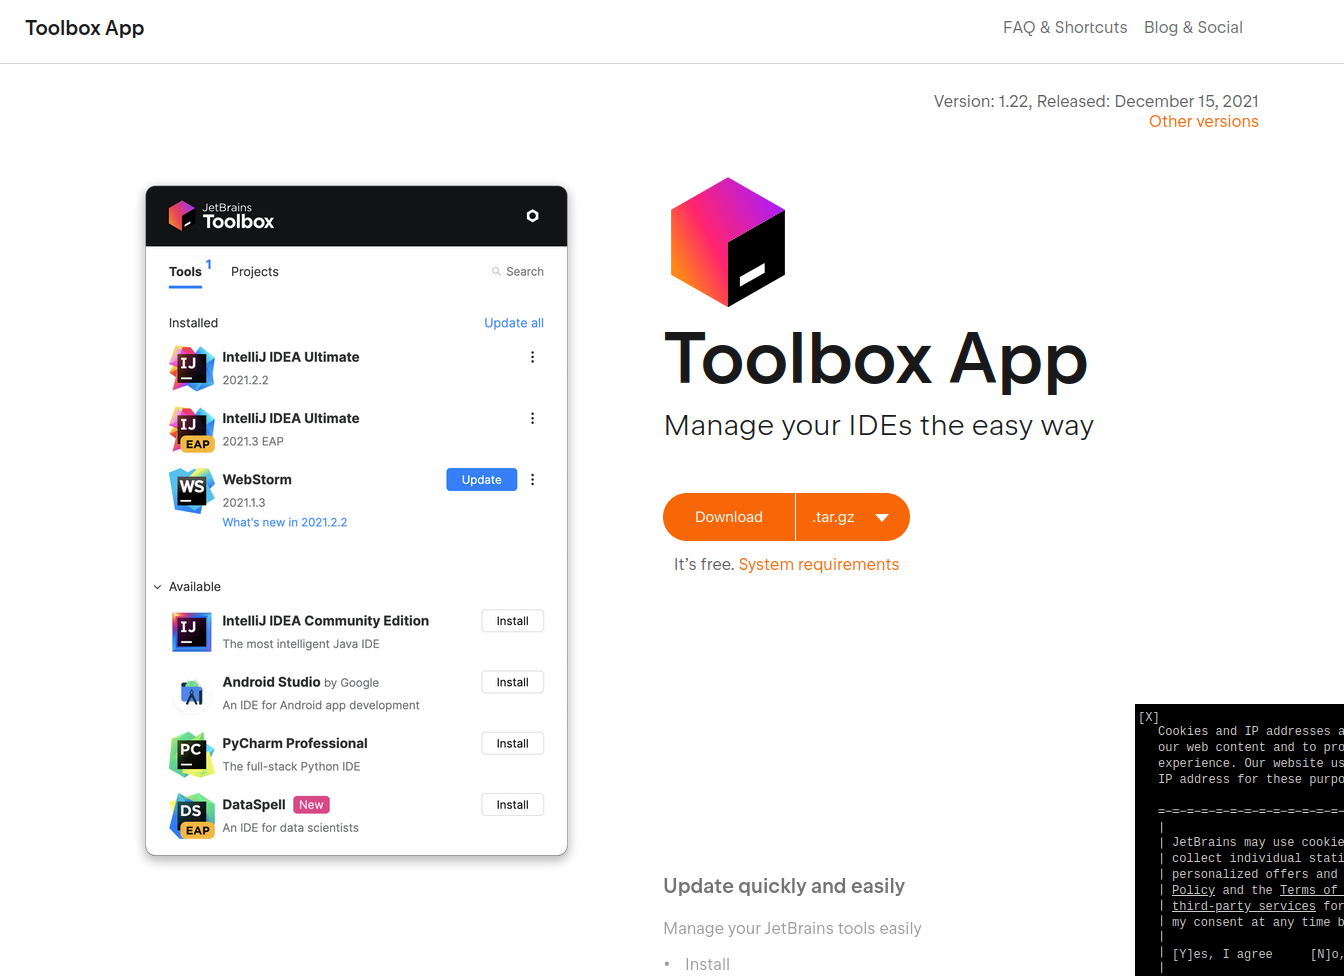 Toolbox App
FAQ & Shortcuts
Blog & Social
Version: 1.22, Released: December 15, 2021
Other versions
JetBrains
Toolbox
Tools 1
Projects
Search
Installed
Update all
IJ
IntelliJ IDEA Ultimate
2021.2.2
IJ
EAP
IntelliJ IDEA Ultimate
2021.3 EAP
WS
WebStorm
2021.1.3
What's new in 2021.2.2
Update
Available
IJ
IntelliJ IDEA Community Edition
The most intelligent Java IDE
Install
Android Studio by Google
An IDE for Android app development
Install
PC
PyCharm Professional
The full-stack Python IDE
Install
DS
EAP
DataSpell New
An IDE for data scientists
Install
Toolbox App
Manage your IDEs the easy way
Download
.tar.gz
It's free. System requirements
Update quickly and easily
Manage your JetBrains tools easily
• Install
[X]
Cookies and IP addresses a
our web content and to pro
experience. Our website us
IP address for these purpo
JetBrains may use cookie
collect individual stati
personalized offers and
Policy and the Terms of
third-party services for
my consent at any time b
[Y]es, I agree [N]o,